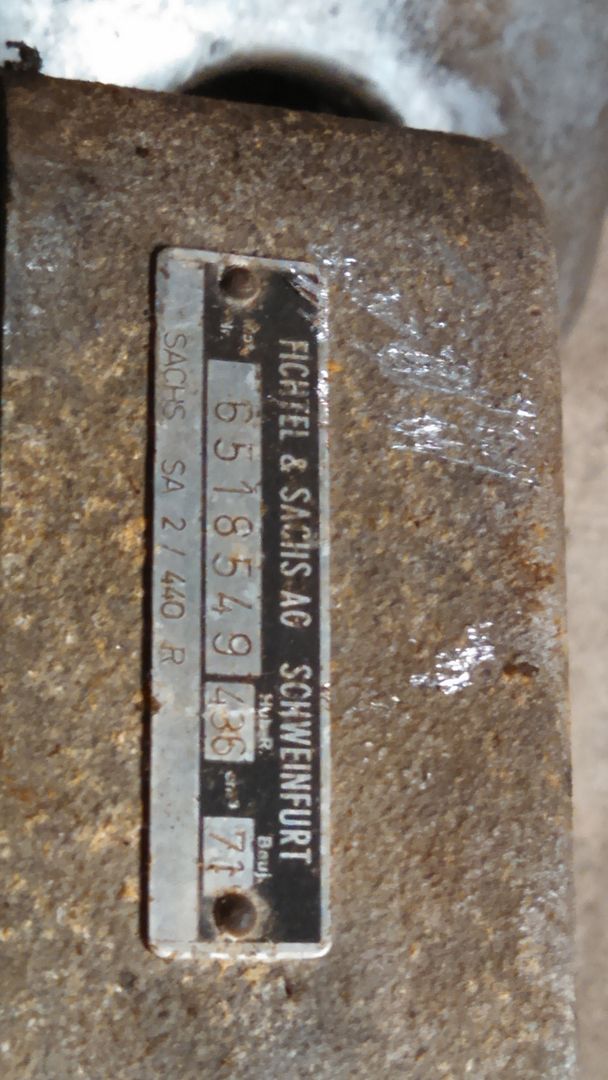 FICHTEL & SACHS AG SCHWEINFURT
6518549 436 71
SACHS SA 2/440 R